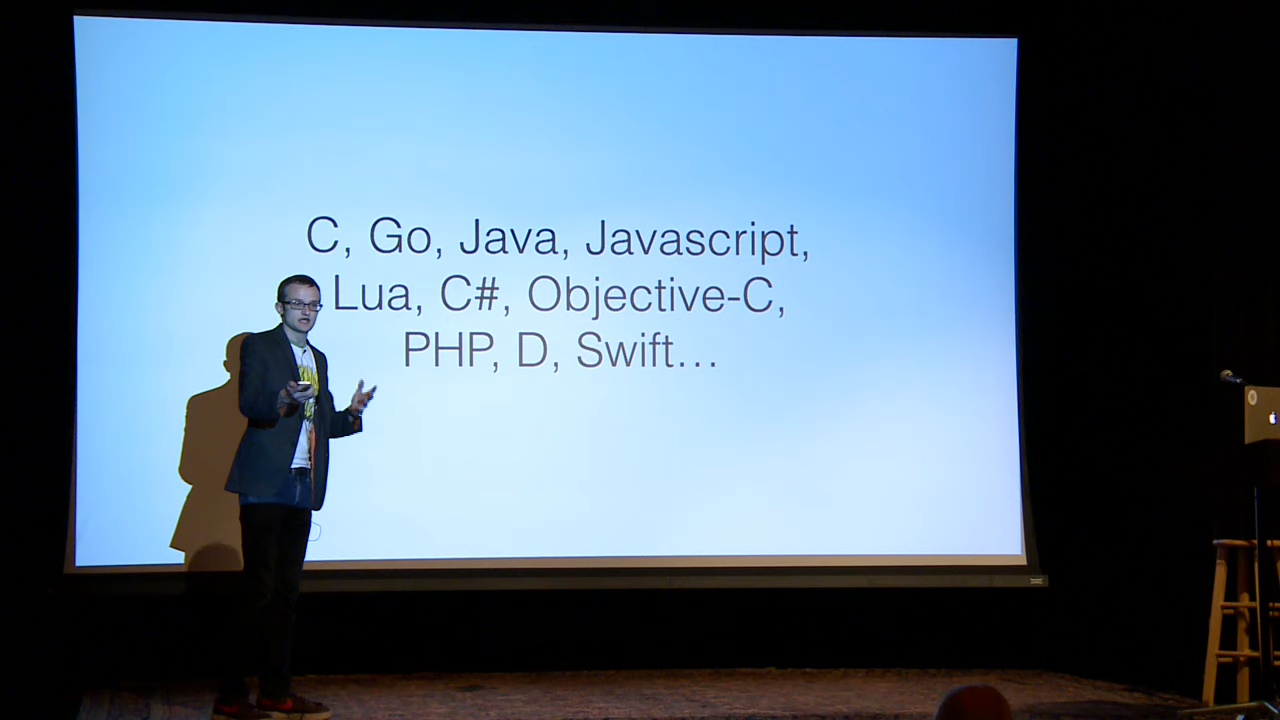 C, Go, Java, Javascript,
Lua, C#, Objective-C,
PHP, D, Swift…